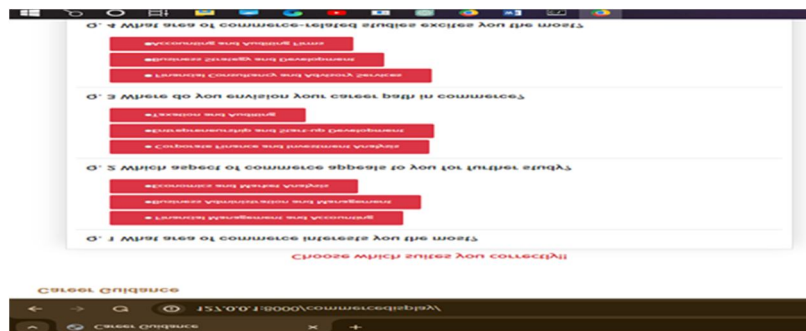 Career Guidance
127.0.0.1:8000/commercedisplay/
Career Guidance
Choose which suites you correctly!!
Q. 1 What area of commerce interests you the most?
• Financial Management and Accounting
•Business Administration and Management
•Economics and Market Analysis
Q. 2 Which aspect of commerce appeals to you for further study?
• Corporate Finance and Investment Analysis
•Entrepreneurship and Start-up Development
•Taxation and Auditing
Q. 3 Where do you envision your career path in commerce?
• Financial Consultancy and Advisory Services
•Business Strategy and Development
•Accounting and Auditing Firms
Q. 4 What area of commerce-related studies excites you the most?